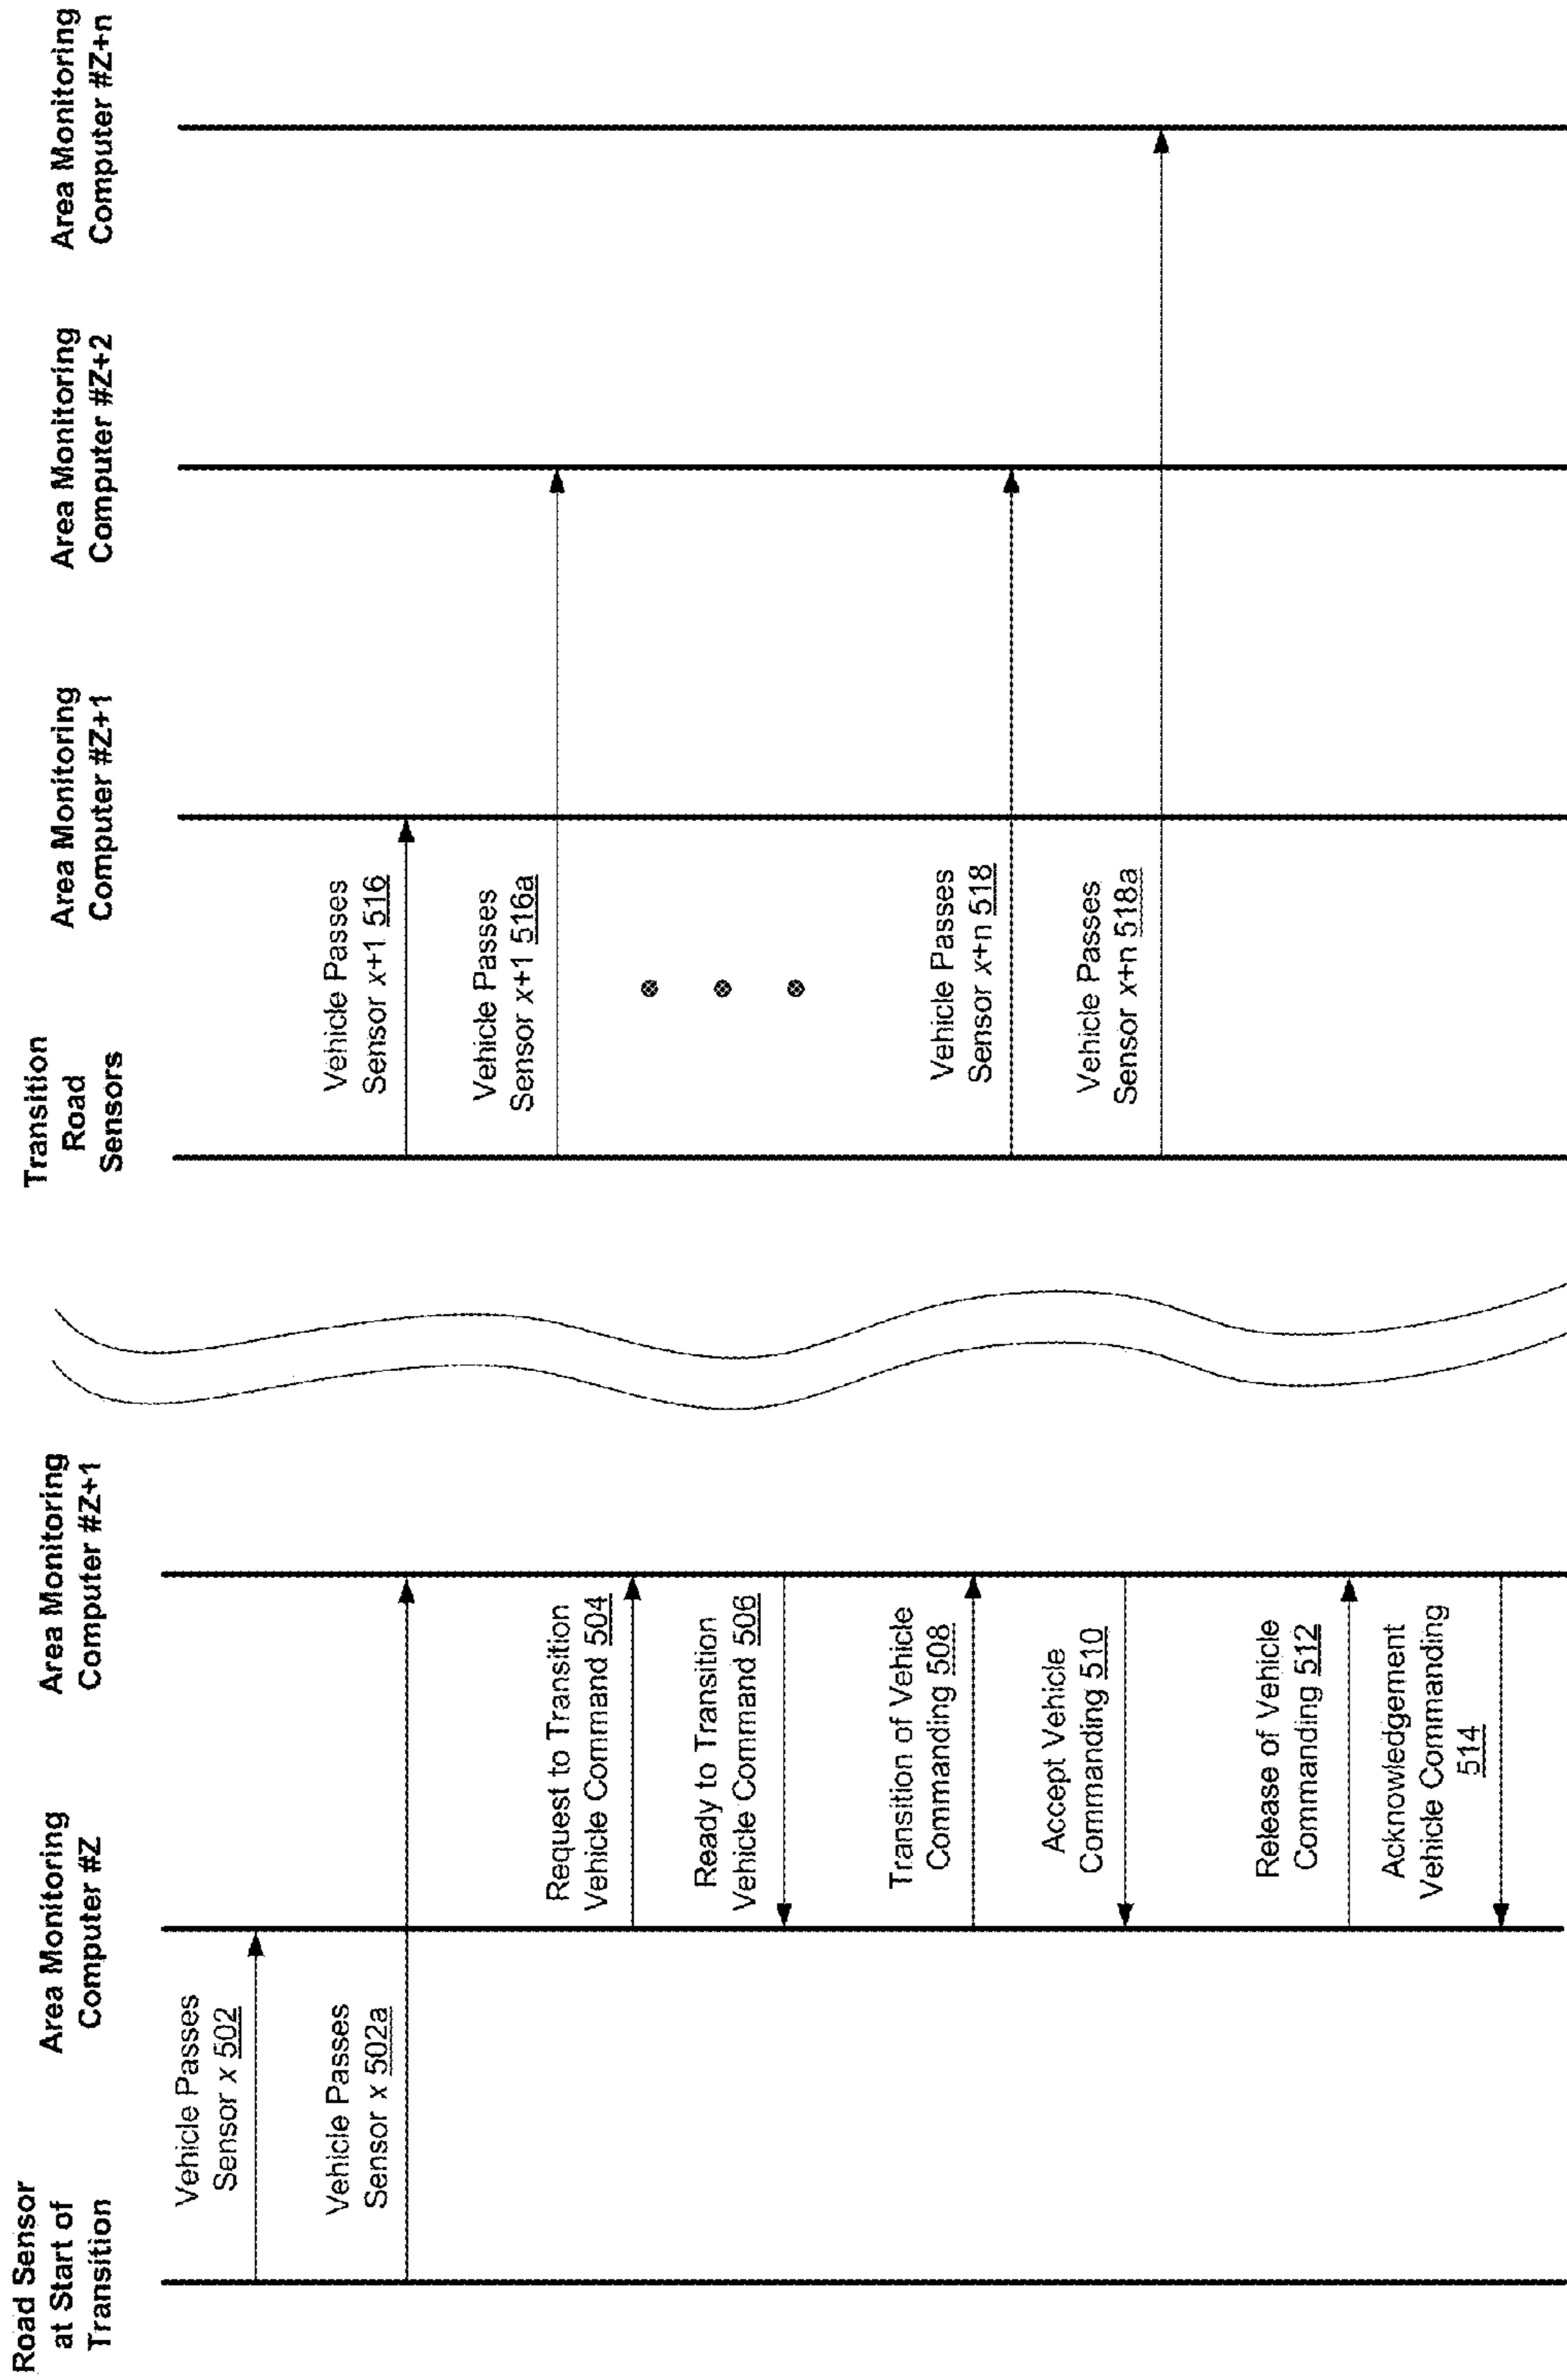 Road Sensor
at Start of
Transition
Area Monitoring
Computer #Z
Area Monitoring
Computer #Z+1
Transition
Road
Sensors
Area Monitoring
Computer #Z+1
Area Monitoring
Computer #Z+2
Area Monitoring
Computer #Z+n
Vehicle Passes
Sensor x 502
Vehicle Passes
Sensor x 502a
Request to Transition
Vehicle Command 504
Ready to Transition
Vehicle Command 506
Transition of Vehicle
Commanding 508
Accept Vehicle
Commanding 510
Release of Vehicle
Commanding 512
Acknowledgement
Vehicle Commanding
514
Vehicle Passes
Sensor x+1 516
Vehicle Passes
Sensor x+1 516a
Vehicle Passes
Sensor x+n 518
Vehicle Passes
Sensor x+n 518a